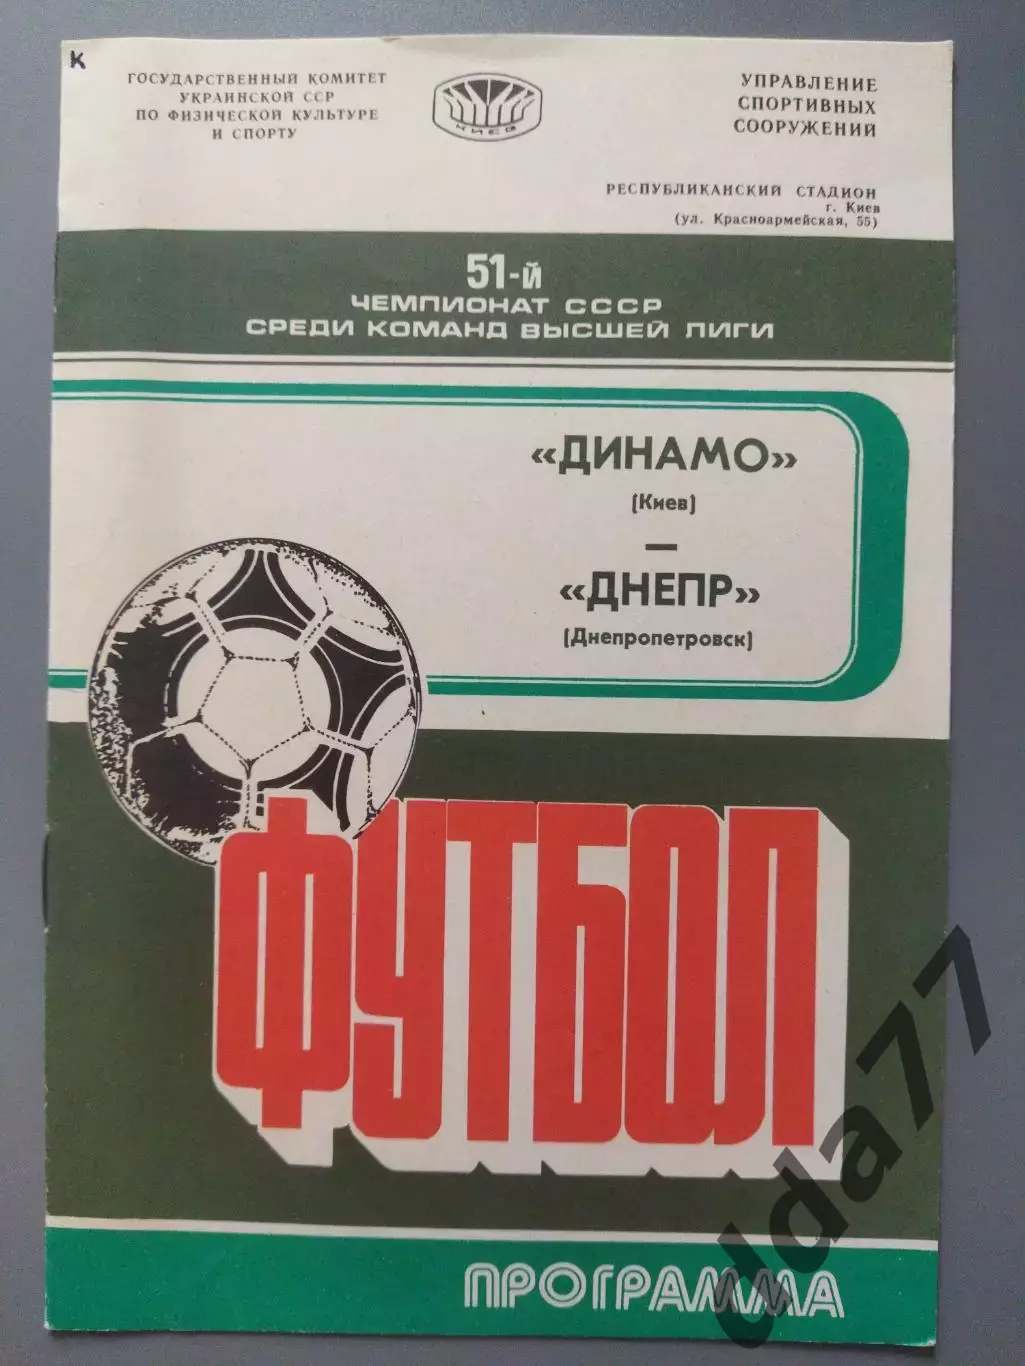 к
ГОСУДАРСТВЕННЫЙ КОМИТЕТ
УКРАИНСКОЙ ССР
ПО ФИЗИЧЕСКОЙ КУЛЬТУРЕ
И СПОРТУ
КИЕВ
УПРАВЛЕНИЕ
СПОРТИВНЫХ
СООРУЖЕНИЙ
РЕСПУБЛИКАНСКИЙ СТАДИОН
г. Киев
(ул. Красноармейская, 55)
51-й
ЧЕМПИОНАТ СССР
СРЕДИ КОМАНД ВЫСШЕЙ ЛИГИ
«ДИНАМО»
(Киев)
—
«ДНЕПР»
(Днепропетровск)
ФУТБОЛ
ПРОГРАММА
dda77